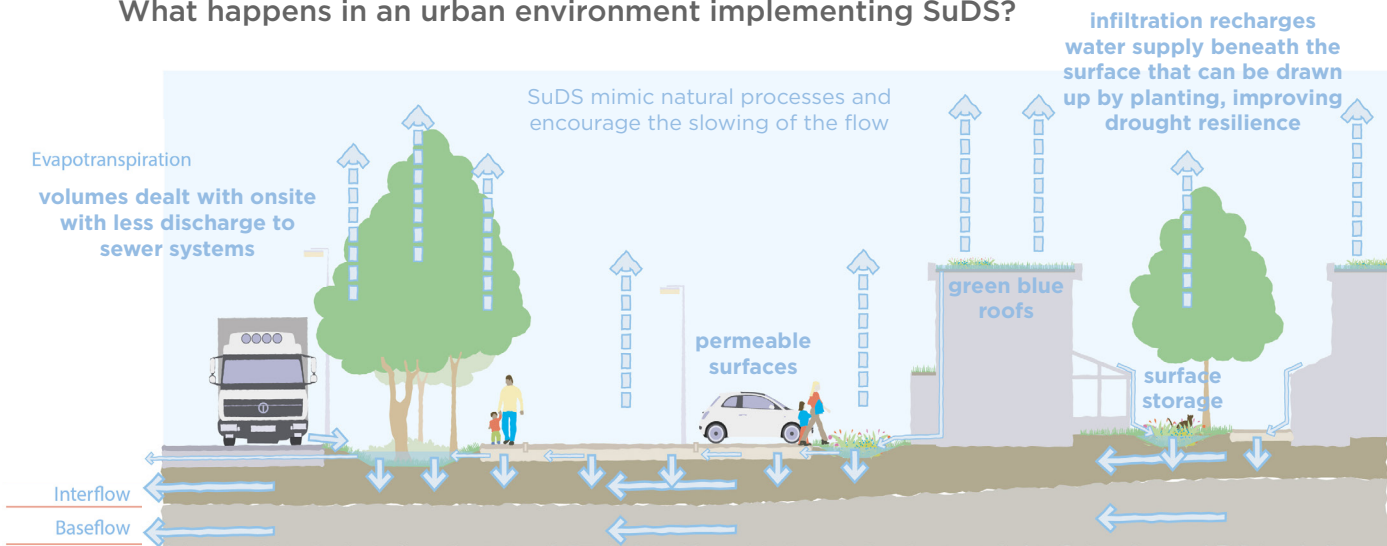 What happens in an urban environment implementing SuDS?
infiltration recharges
water supply beneath the
surface that can be drawn
up by planting, improving
drought resilience
SuDS mimic natural processes and
encourage the slowing of the flow
Evapotranspiration
volumes dealt with onsite
with less discharge to
sewer systems
green blue
roofs
permeable
surfaces
surface
storage
Interflow
Baseflow